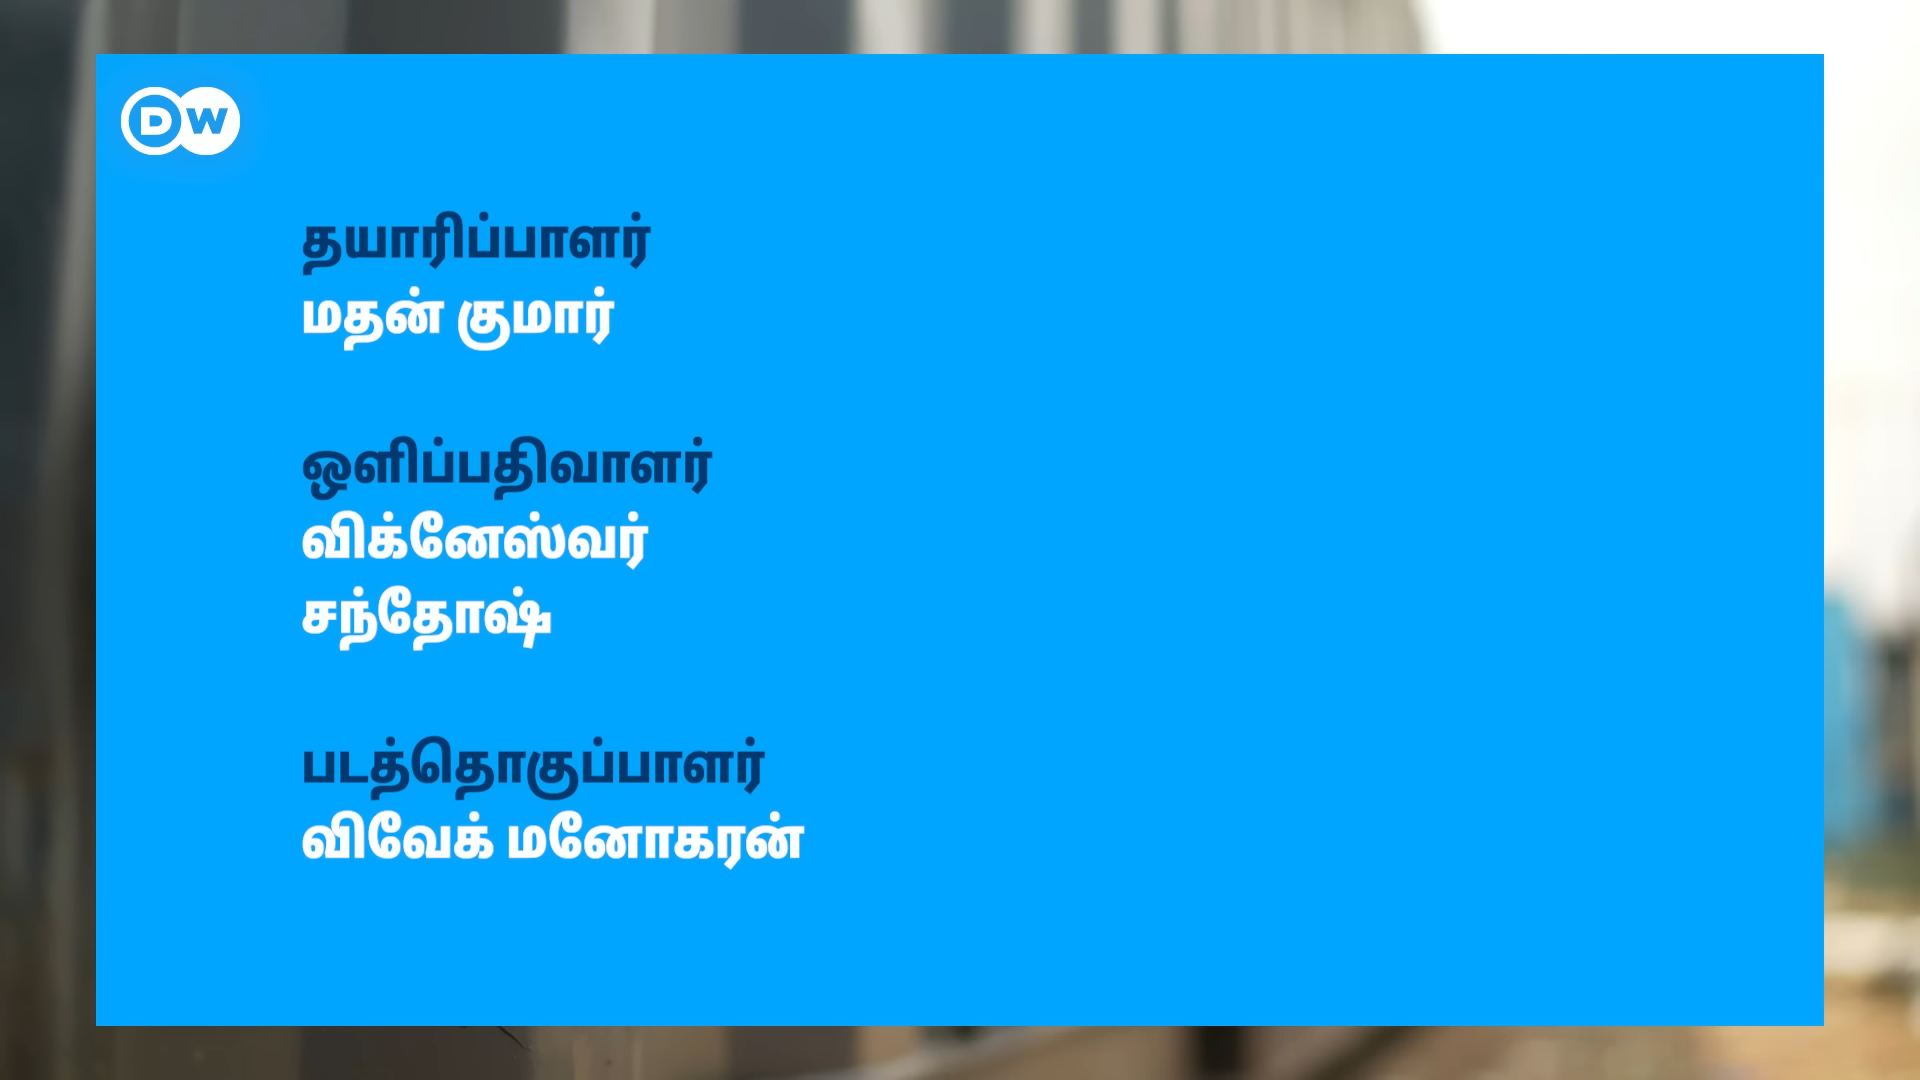 DW
தயாரிப்பாளர்
மதன் குமார்
ஒளிப்பதிவாளர்
விக்னேஸ்வர்
சந்தோஷ்
படத்தொகுப்பாளர்
விவேக் மனோகரன்